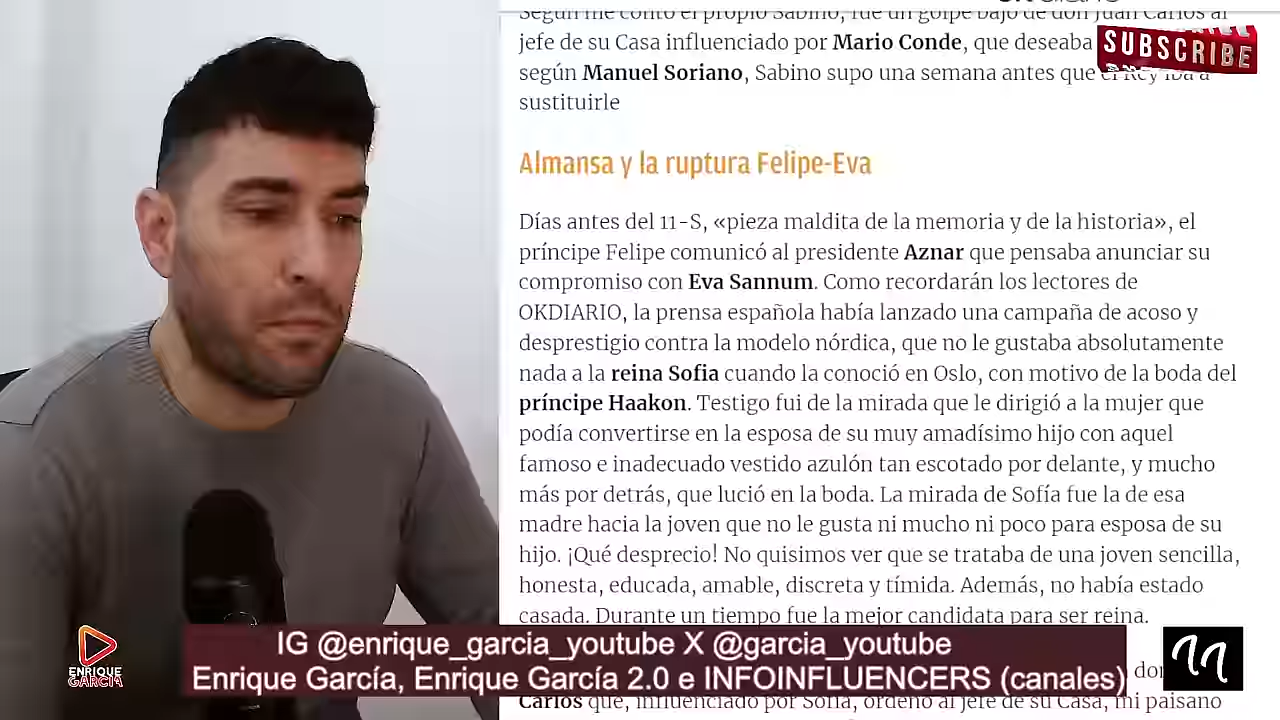 Según me contó el propio Sabino, fue un golpe bajo de don Juan Carlos al
jefe de su Casa influenciado por Mario Conde, que deseaba
SUBSCRIBE
según Manuel Soriano, Sabino supo una semana antes que el Rey iba a
sustituirle
Almansa y la ruptura Felipe-Eva
Días antes del 11-S, «pieza maldita de la memoria y de la historia», el
príncipe Felipe comunicó al presidente Aznar que pensaba anunciar su
compromiso con Eva Sannum. Como recordarán los lectores de
OKDIARIO, la prensa española había lanzado una campaña de acoso y
desprestigio contra la modelo nórdica, que no le gustaba absolutamente
nada a la reina Sofia cuando la conoció en Oslo, con motivo de la boda del
príncipe Haakon. Testigo fui de la mirada que le dirigió a la mujer que
podía convertirse en la esposa de su muy amadísimo hijo con aquel
famoso e inadecuado vestido azulón tan escotado por delante, y mucho
más por detrás, que lució en la boda. La mirada de Sofía fue la de esa
madre hacia la joven que no le gusta ni mucho ni poco para esposa de su
hijo. ¡Qué desprecio! No quisimos ver que se trataba de una joven sencilla,
honesta, educada, amable, discreta y tímida. Además, no había estado
casada. Durante un tiempo fue la mejor candidata para ser reina.
IG @enrique_garcia_youtube X @garcia_youtube
Enrique García, Enrique García 2.0 e INFOINFLUENCERS (canales)
ENRIQUE
GARCÍA
don
Carlos que, influenciado por Sofía, ordenó al jefe de su Casa, mi paisano